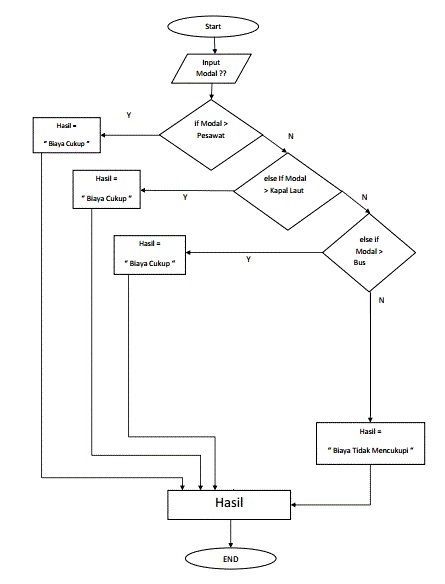 Start
Input
Modal ??
Y
if Modal >
Pesawat
N
Hasil =
" Biaya Cukup "
Hasil =
" Biaya Cukup "
Y
else If Modal
> Kapal Laut
N
Hasil =
" Biaya Cukup "
Y
else if
Modal >
Bus
N
Hasil =
" Biaya Tidak Mencukupi "
Hasil
END